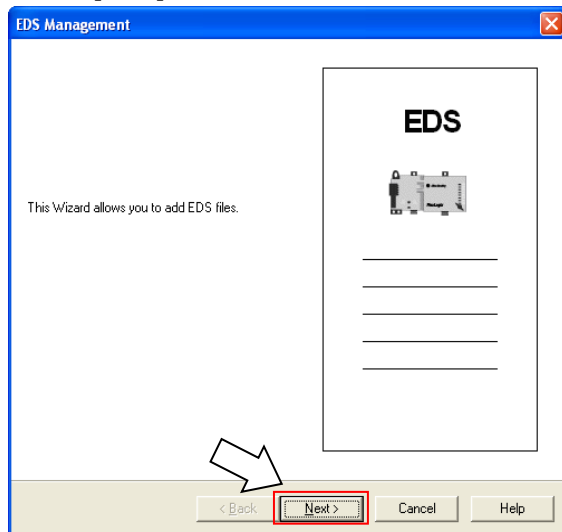 EDS Management
EDS
This Wizard allows you to add EDS files.
< Back
Next >
Cancel
Help